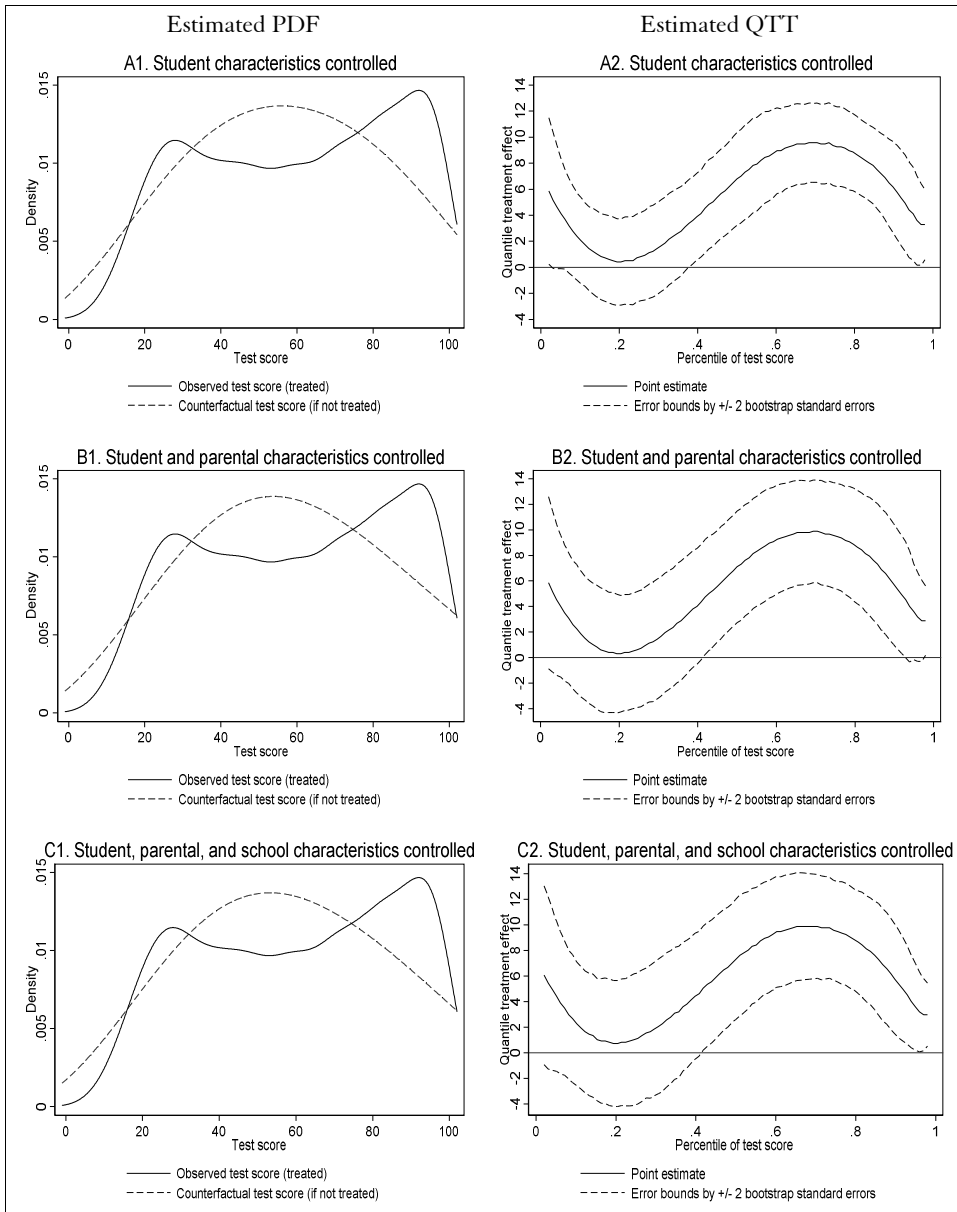 Estimated PDF
Estimated QTT
A1. Student characteristics controlled
Density
0 .005 .01 .015
0 20 40 60 80 100
Test score
Observed test score (treated)
Counterfactual test score (if not treated)
A2. Student characteristics controlled
Quantile treatment effect
-4 -2 0 2 4 6 8 10 12 14
0 .2 .4 .6 .8 1
Percentile of test score
Point estimate
Error bounds by +/- 2 bootstrap standard errors
B1. Student and parental characteristics controlled
Density
0 .005 .01 .015
0 20 40 60 80 100
Test score
Observed test score (treated)
Counterfactual test score (if not treated)
B2. Student and parental characteristics controlled
Quantile treatment effect
-4 -2 0 2 4 6 8 10 12 14
0 .2 .4 .6 .8 1
Percentile of test score
Point estimate
Error bounds by +/- 2 bootstrap standard errors
C1. Student, parental, and school characteristics controlled
Density
0 .005 .01 .015
0 20 40 60 80 100
Test score
Observed test score (treated)
Counterfactual test score (if not treated)
C2. Student, parental, and school characteristics controlled
Quantile treatment effect
-4 -2 0 2 4 6 8 10 12 14
0 .2 .4 .6 .8 1
Percentile of test score
Point estimate
Error bounds by +/- 2 bootstrap standard errors